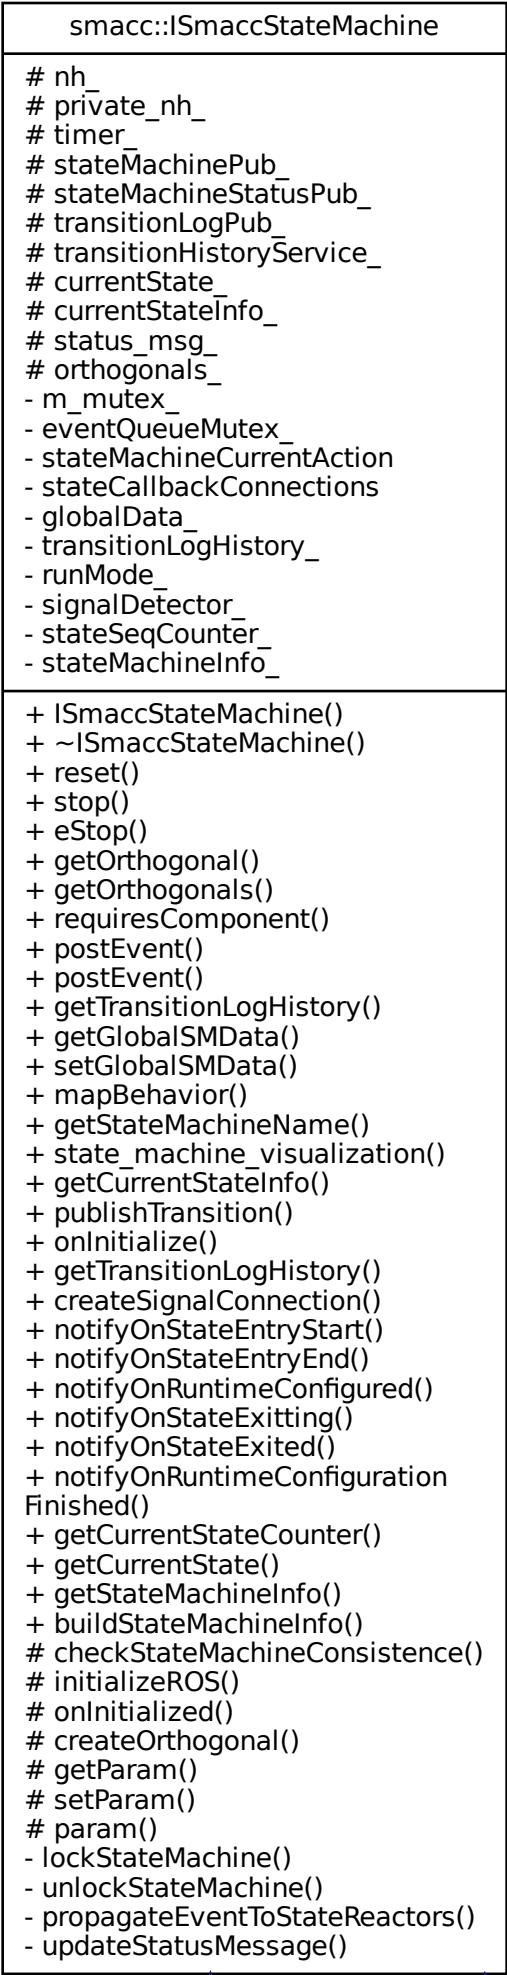 smacc::ISmaccStateMachine
# nh_
# private_nh_
# timer_
# stateMachinePub_
# stateMachineStatusPub_
# transitionLogPub_
# transitionHistoryService_
# currentState_
# currentStateInfo_
# status_msg_
# orthogonals_
- m_mutex_
- eventQueueMutex_
- stateMachineCurrentAction
- stateCallbackConnections
- globalData_
- transitionLogHistory_
- runMode_
- signalDetector_
- stateSeqCounter_
- stateMachineInfo_
+ ISmaccStateMachine()
+ ~ISmaccStateMachine()
+ reset()
+ stop()
+ eStop()
+ getOrthogonal()
+ getOrthogonals()
+ requiresComponent()
+ postEvent()
+ postEvent()
+ getTransitionLogHistory()
+ getGlobalSMData()
+ setGlobalSMData()
+ mapBehavior()
+ getStateMachineName()
+ state_machine_visualization()
+ getCurrentStateInfo()
+ publishTransition()
+ onInitialize()
+ getTransitionLogHistory()
+ createSignalConnection()
+ notifyOnStateEntryStart()
+ notifyOnStateEntryEnd()
+ notifyOnRuntimeConfigured()
+ notifyOnStateExitting()
+ notifyOnStateExited()
+ notifyOnRuntimeConfiguration
Finished()
+ getCurrentStateCounter()
+ getCurrentState()
+ getStateMachineInfo()
+ buildStateMachineInfo()
# checkStateMachineConsistence()
# initializeROS()
# onInitialized()
# createOrthogonal()
# getParam()
# setParam()
# param()
- lockStateMachine()
- unlockStateMachine()
- propagateEventToStateReactors()
- updateStatusMessage()